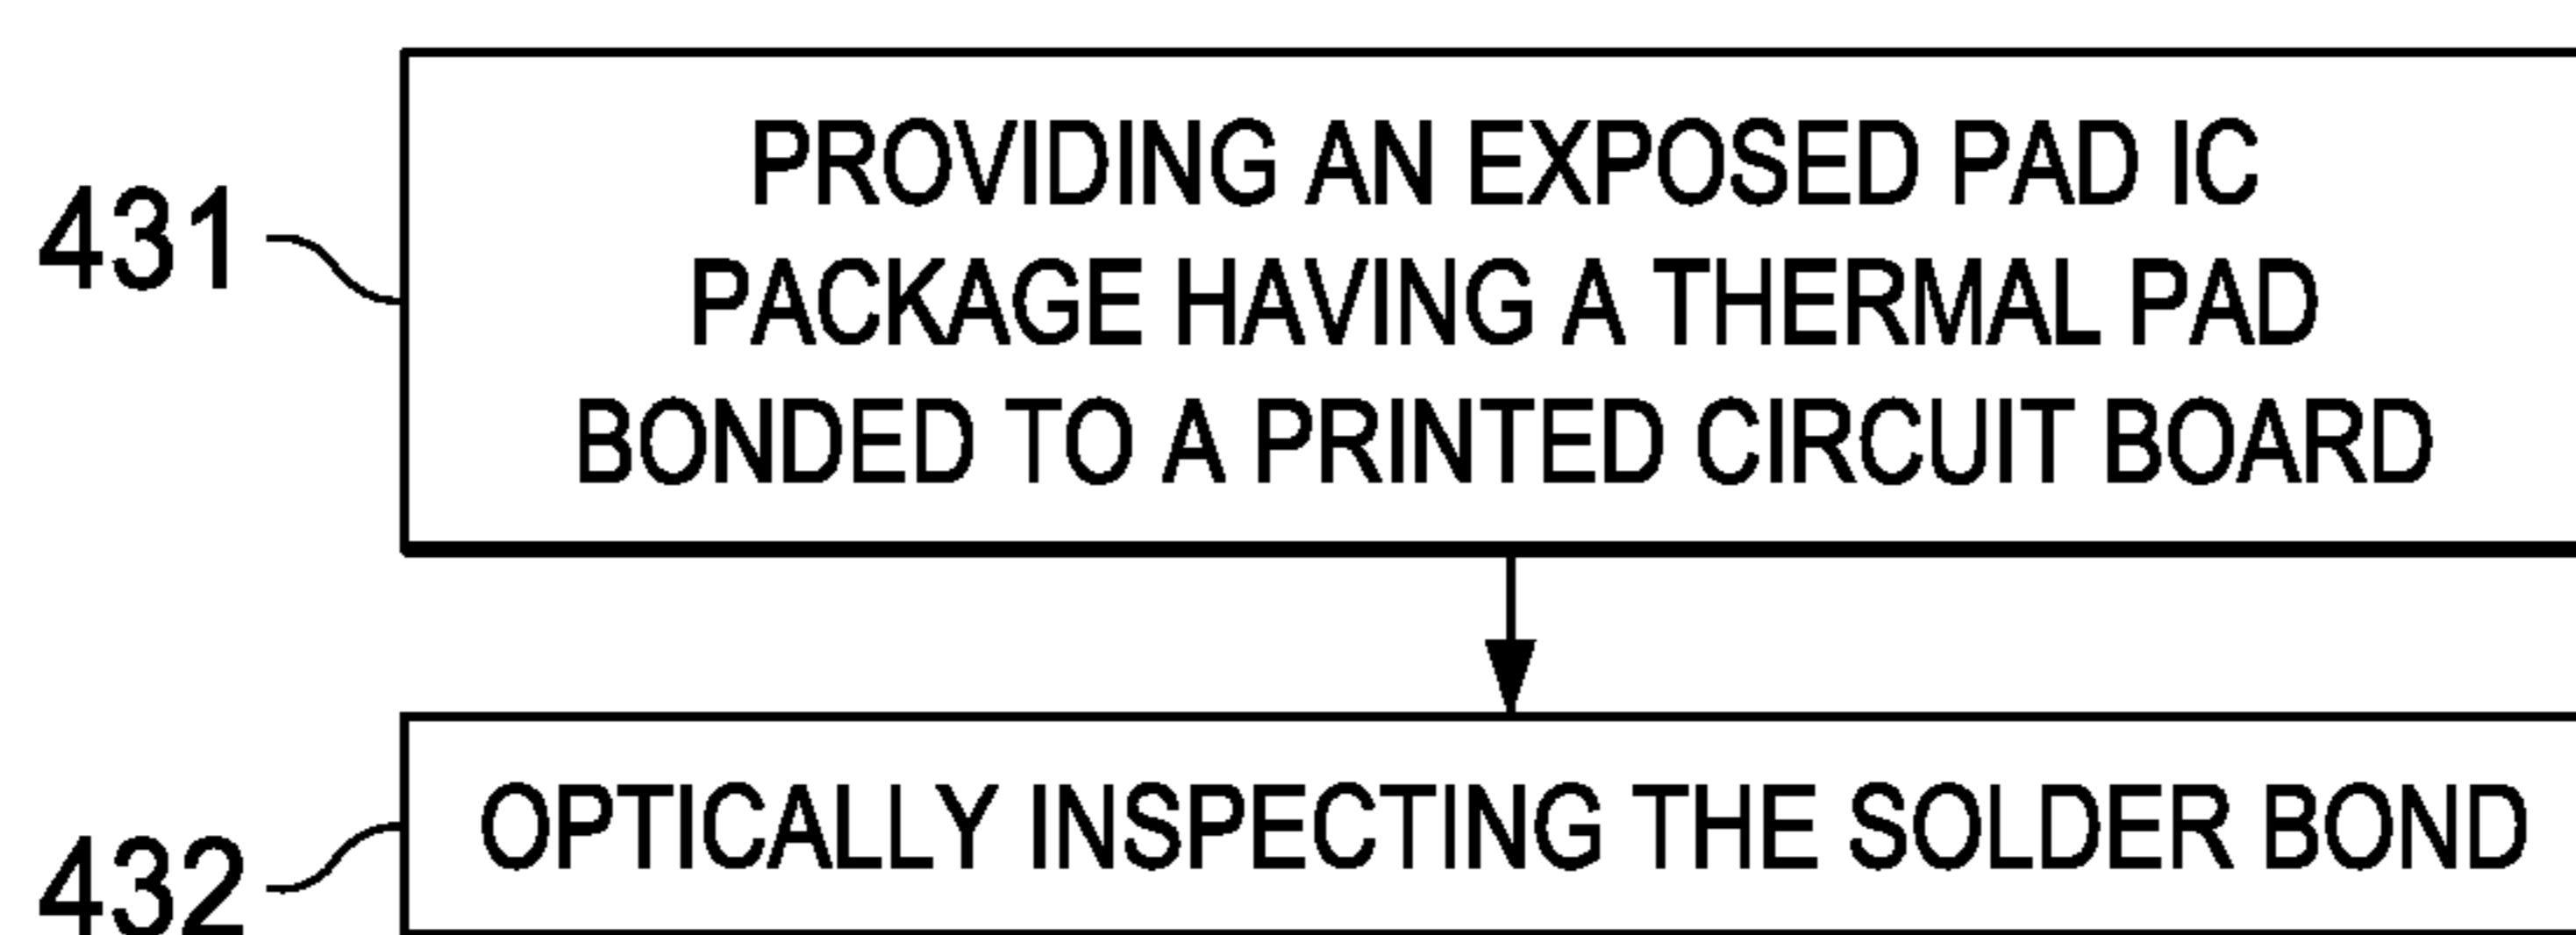 431
PROVIDING AN EXPOSED PAD IC
PACKAGE HAVING A THERMAL PAD
BONDED TO A PRINTED CIRCUIT BOARD
432
OPTICALLY INSPECTING THE SOLDER BOND